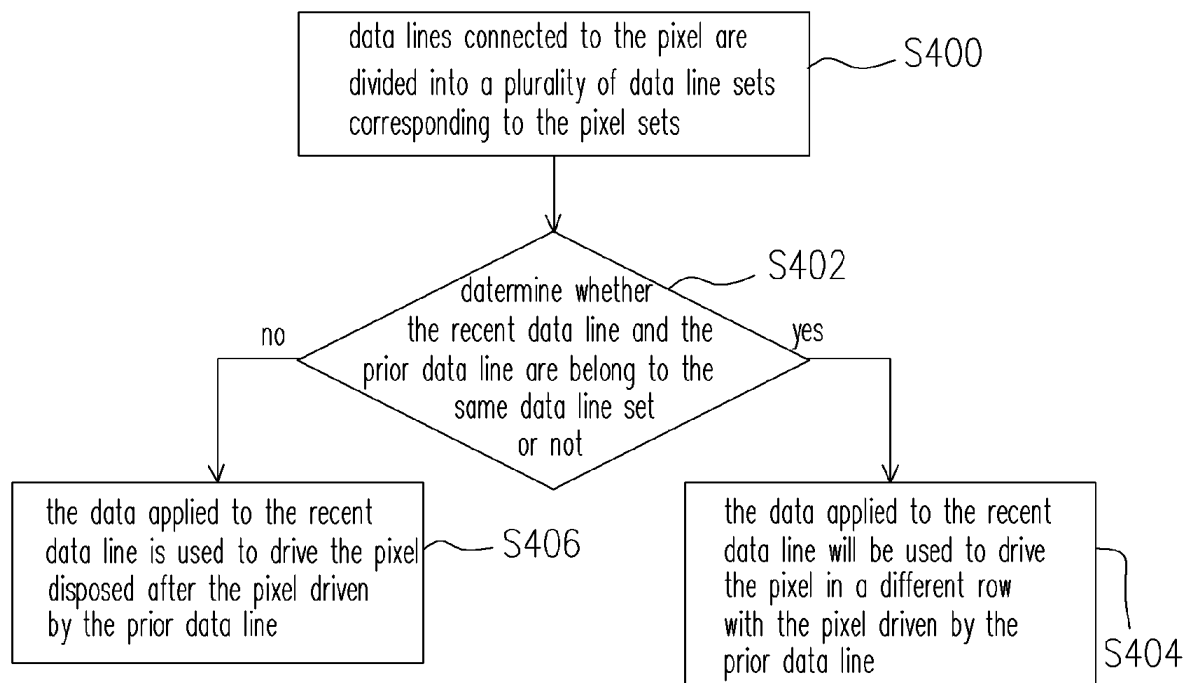 data lines connected to the pixel are
divided into a plurality of data line sets
corresponding to the pixel sets
S400
S402
datermine whether
the recent data line and the
prior data line are belong to the
same data line set
or not
no
yes
the data applied to the recent
data line is used to drive the pixel
disposed after the pixel driven
by the prior data line
S406
the data applied to the recent
data line will be used to drive
the pixel in a different row
with the pixel driven by the
prior data line
S404